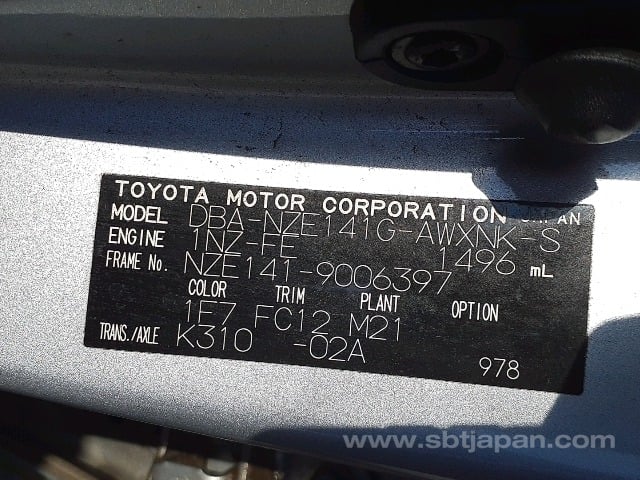 TOYOTA MOTOR CORPORATION JAPAN
MODEL DBA-NZE141G-AWXNK-S
ENGINE 1NZ-FE 1496 mL
FRAME No. NZE141-9006397
COLOR TRIM PLANT OPTION
1E7 FC12 M21
TRANS./AXLE K310 -02A
978
www.sbtjapan.com